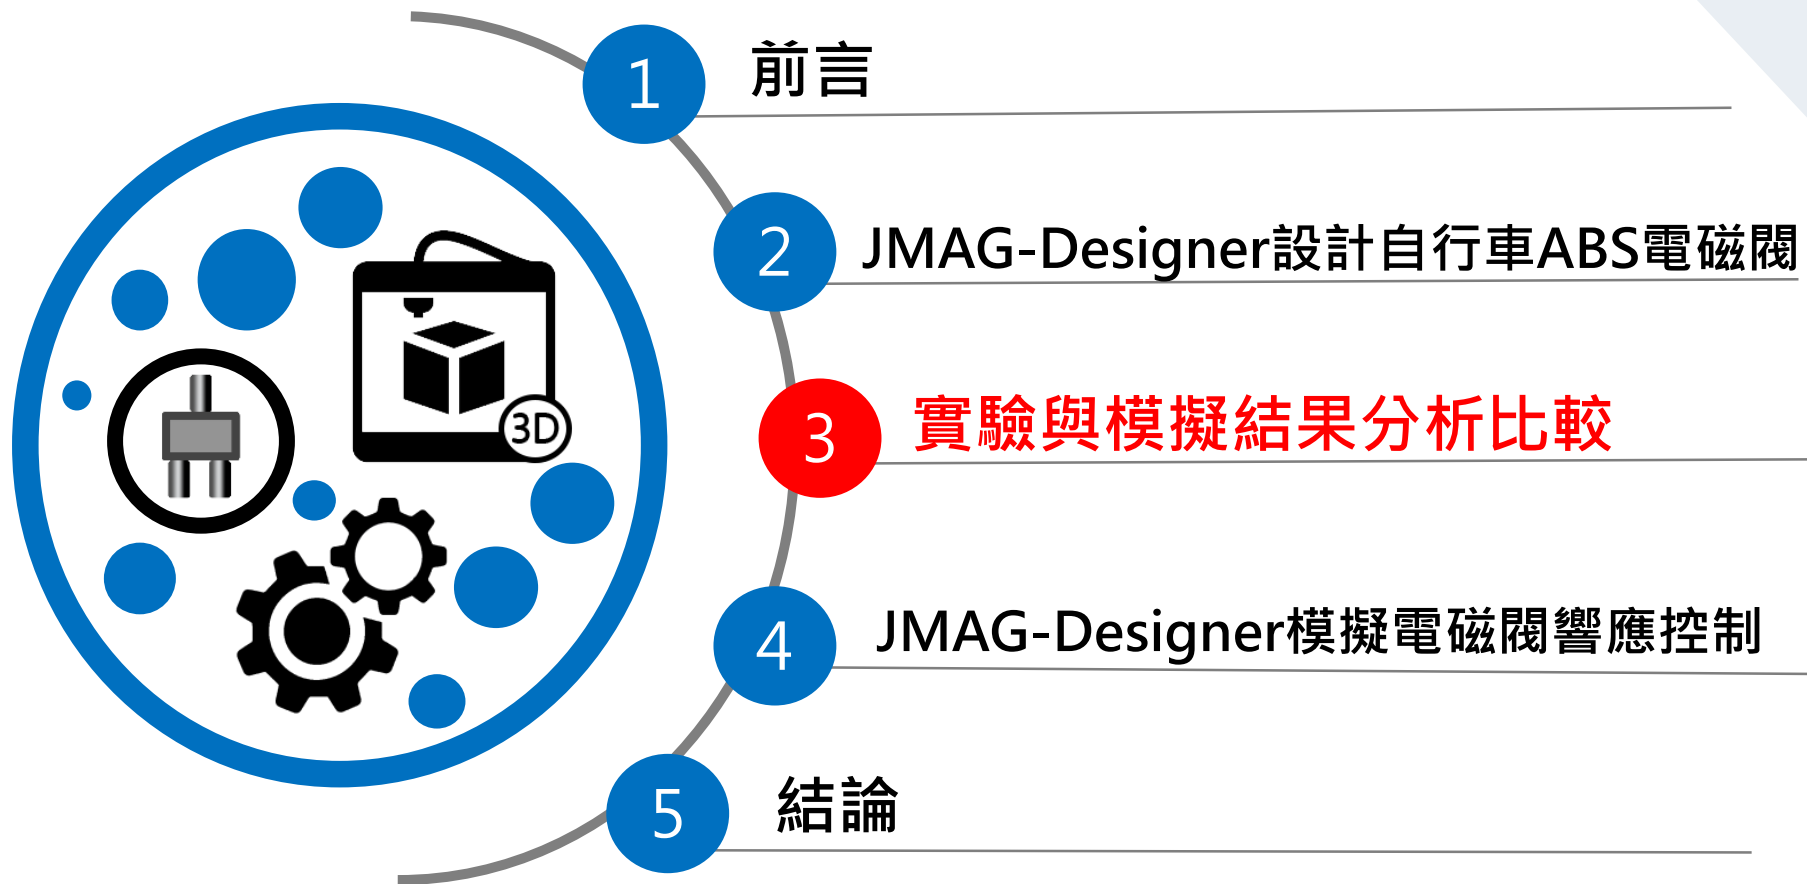 1 前言
2 JMAG-Designer設計自行車ABS電磁閥
3 實驗與模擬結果分析比較
3D
4 JMAG-Designer模擬電磁閥響應控制
5 結論